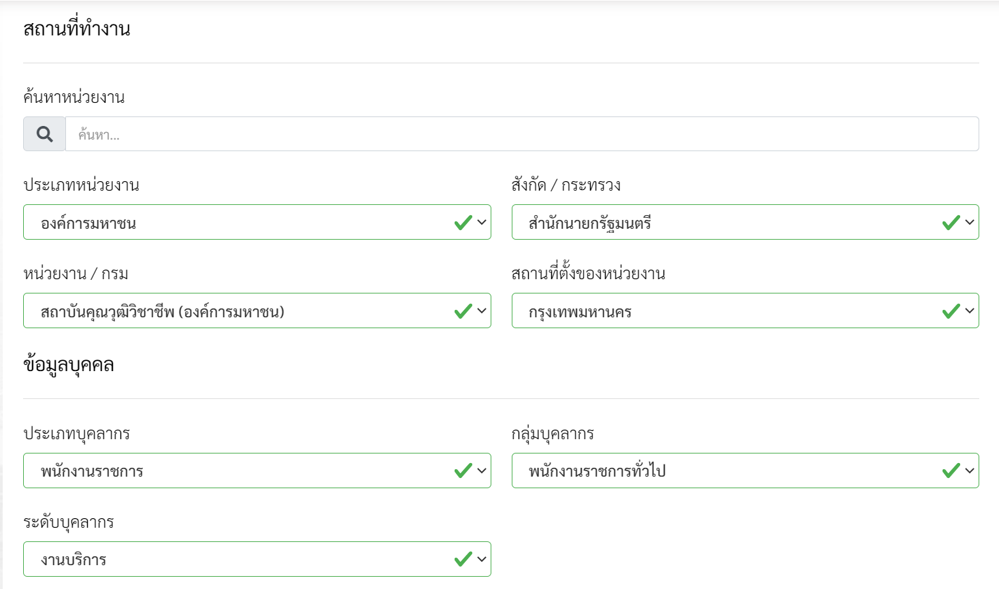 สถานที่ทำงาน
ค้นหาหน่วยงาน
ค้นหา...
ประเภทหน่วยงาน
สังกัด / กระทรวง
องค์การมหาชน
สำนักนายกรัฐมนตรี
หน่วยงาน / กรม
สถานที่ตั้งของหน่วยงาน
สถาบันคุณวุฒิวิชาชีพ (องค์การมหาชน)
กรุงเทพมหานคร
ข้อมูลบุคคล
ประเภทบุคลากร
กลุ่มบุคลากร
พนักงานราชการ
พนักงานราชการทั่วไป
ระดับบุคลากร
งานบริการ